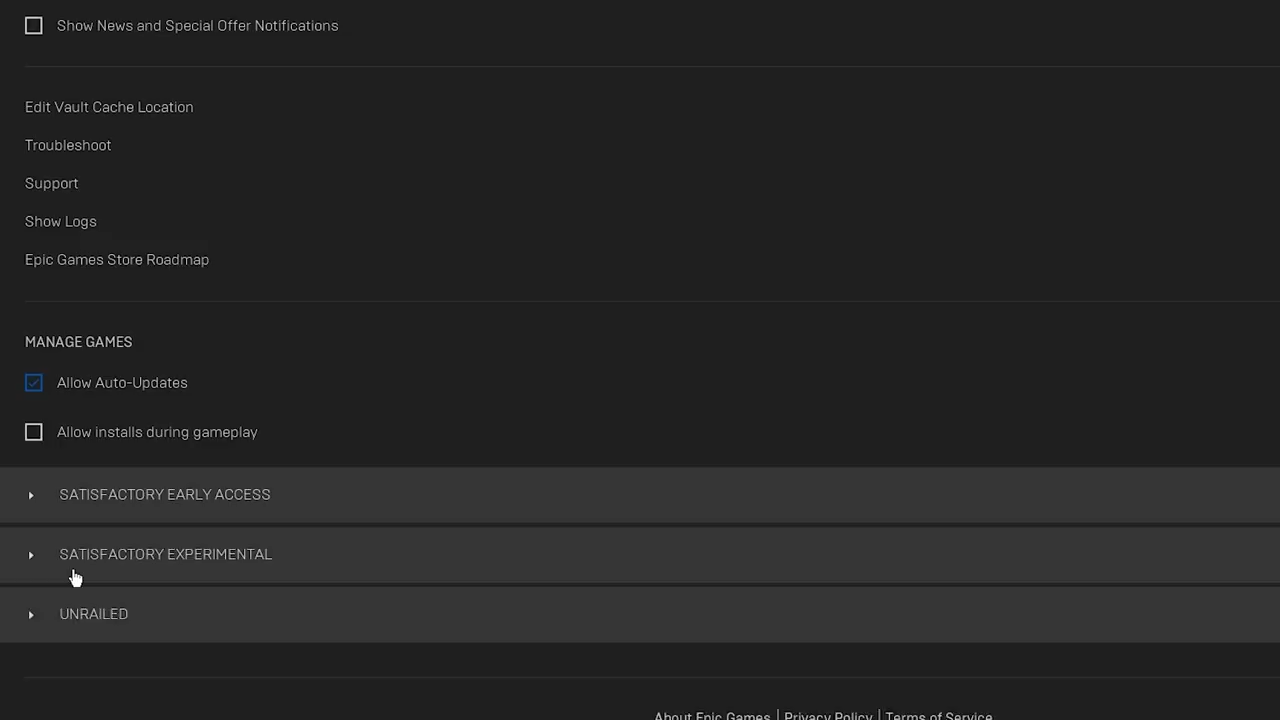 Show News and Special Offer Notifications
Edit Vault Cache Location
Troubleshoot
Support
Show Logs
Epic Games Store Roadmap
MANAGE GAMES
Allow Auto-Updates
Allow installs during gameplay
SATISFACTORY EARLY ACCESS
SATISFACTORY EXPERIMENTAL
UNRAILED
About Epic Games | Privacy Policy | Terms of Service